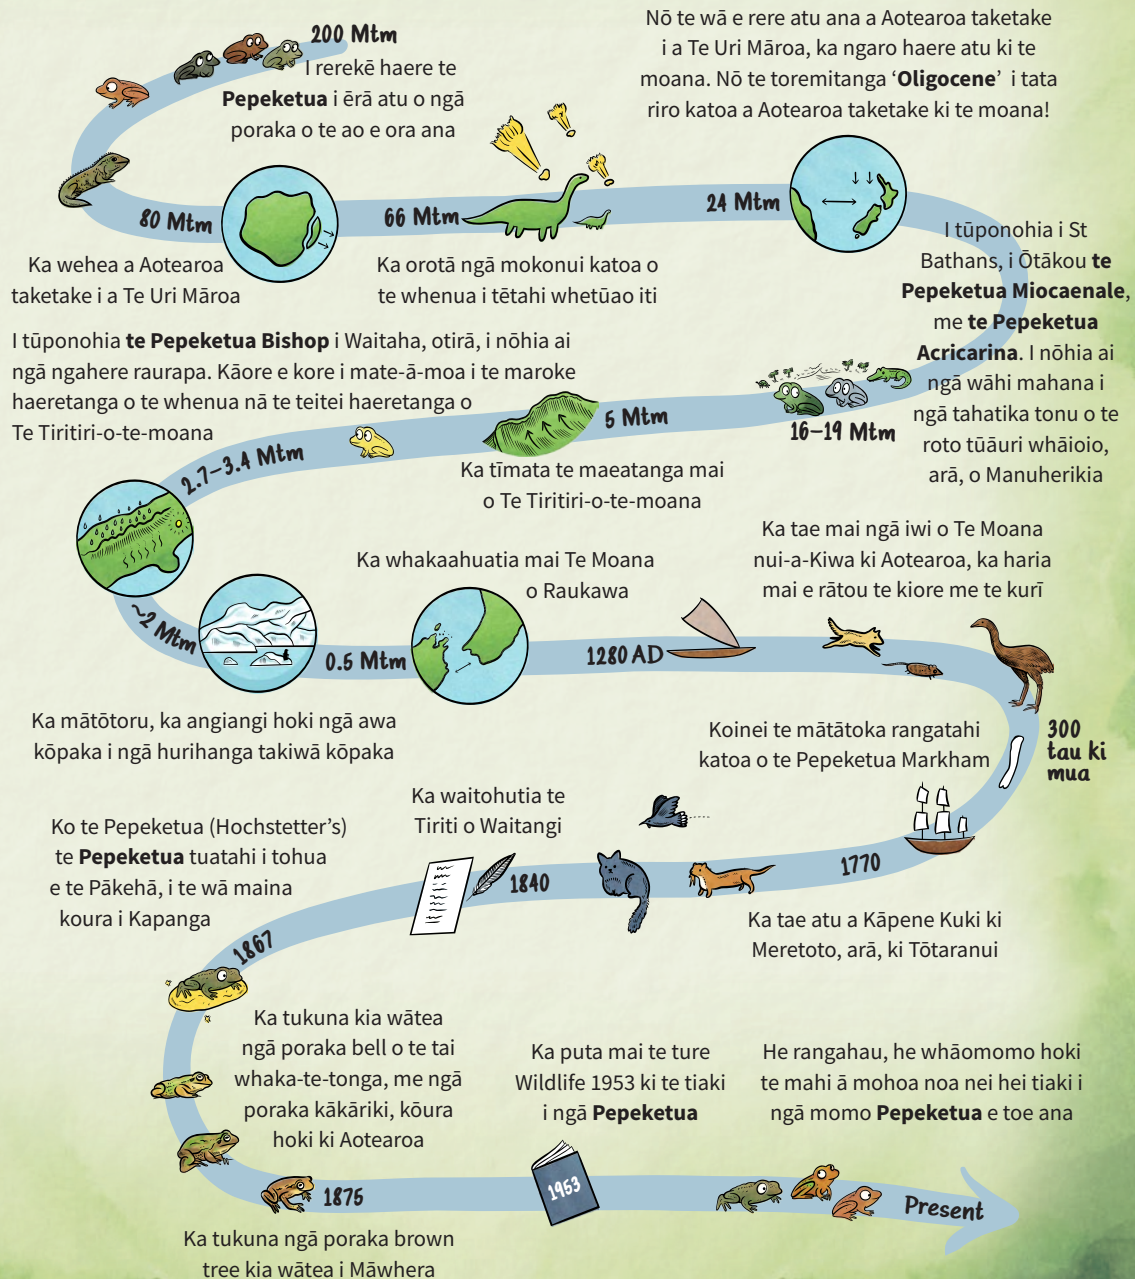 200 Mtm
I rerekē haere te
Pepeketua i ērā atu o ngā
poraka o te ao e ora ana
80 Mtm
Ka wehea a Aotearoa
taketake i a Te Uri Māroa
66 Mtm
Ka orotā ngā mokonui katoa o
te whenua i tētahi whetūao iti
Nō te wā e rere atu ana a Aotearoa taketake
i a Te Uri Māroa, ka ngaro haere atu ki te
moana. Nō te toremitanga ‘Oligocene’ i tata
riro katoa a Aotearoa taketake ki te moana!
24 Mtm
I tūponohia i St
Bathans, i Ōtākou te
Pepeketua Miocaenale,
me te Pepeketua
Acricarina. I nōhia ai
ngā wāhi mahana i
ngā tahatika tonu o te
roto tūāuri whāioio,
arā, o Manuherikia
16–19 Mtm
5 Mtm
Ka tīmata te maeatanga mai
o Te Tiritiri-o-te-moana
I tūponohia te Pepeketua Bishop i Waitaha, otirā, i nōhia ai
ngā ngahere raurapa. Kāore e kore i mate-ā-moa i te maroke
haeretanga o te whenua nā te teitei haeretanga o
Te Tiritiri-o-te-moana
2.7–3.4 Mtm
~2 Mtm
Ka mātōtoru, ka angiangi hoki ngā awa
kōpaka i ngā hurihanga takiwā kōpaka
0.5 Mtm
Ka whakaahuatia mai Te Moana
o Raukawa
1280 AD
Ka tae mai ngā iwi o Te Moana
nui-a-Kiwa ki Aotearoa, ka haria
mai e rātou te kiore me te kurī
300
tau ki
mua
Koinei te mātātoka rangatahi
katoa o te Pepeketua Markham
1770
Ka tae atu a Kāpene Kuki ki
Meretoto, arā, ki Tōtaranui
Ka waitohutia te
Tiriti o Waitangi
1840
Ko te Pepeketua (Hochstetter’s)
te Pepeketua tuatahi i tohua
e te Pākehā, i te wā maina
koura i Kapanga
1867
Ka tukuna kia wātea
ngā poraka bell o te tai
whaka-te-tonga, me ngā
poraka kākāriki, kōura
hoki ki Aotearoa
1875
Ka tukuna ngā poraka brown
tree kia wātea i Māwhera
Ka puta mai te ture
Wildlife 1953 ki te tiaki
i ngā Pepeketua
1953
He rangahau, he whāomomo hoki
te mahi ā mohoa noa nei hei tiaki i
ngā momo Pepeketua e toe ana
Present